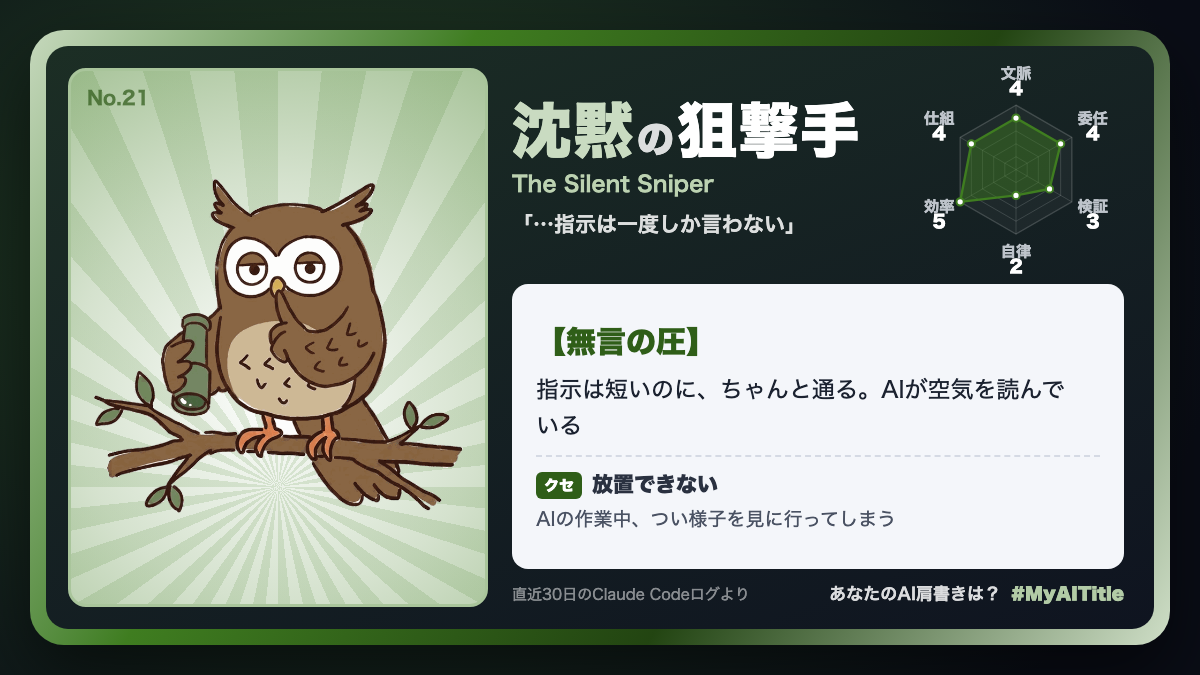 No.21
沈黙の狙撃手
The Silent Sniper
「…指示は一度しか言わない」
文脈
4
委任
4
検証
3
自律
2
効率
5
仕組
4
【無言の圧】
指示は短いのに、ちゃんと通る。AIが空気を読んで
いる
クセ 放置できない
AIの作業中、つい様子を見に行ってしまう
直近30日のClaude Codeログより
あなたのAI肩書きは? #MyAITitle